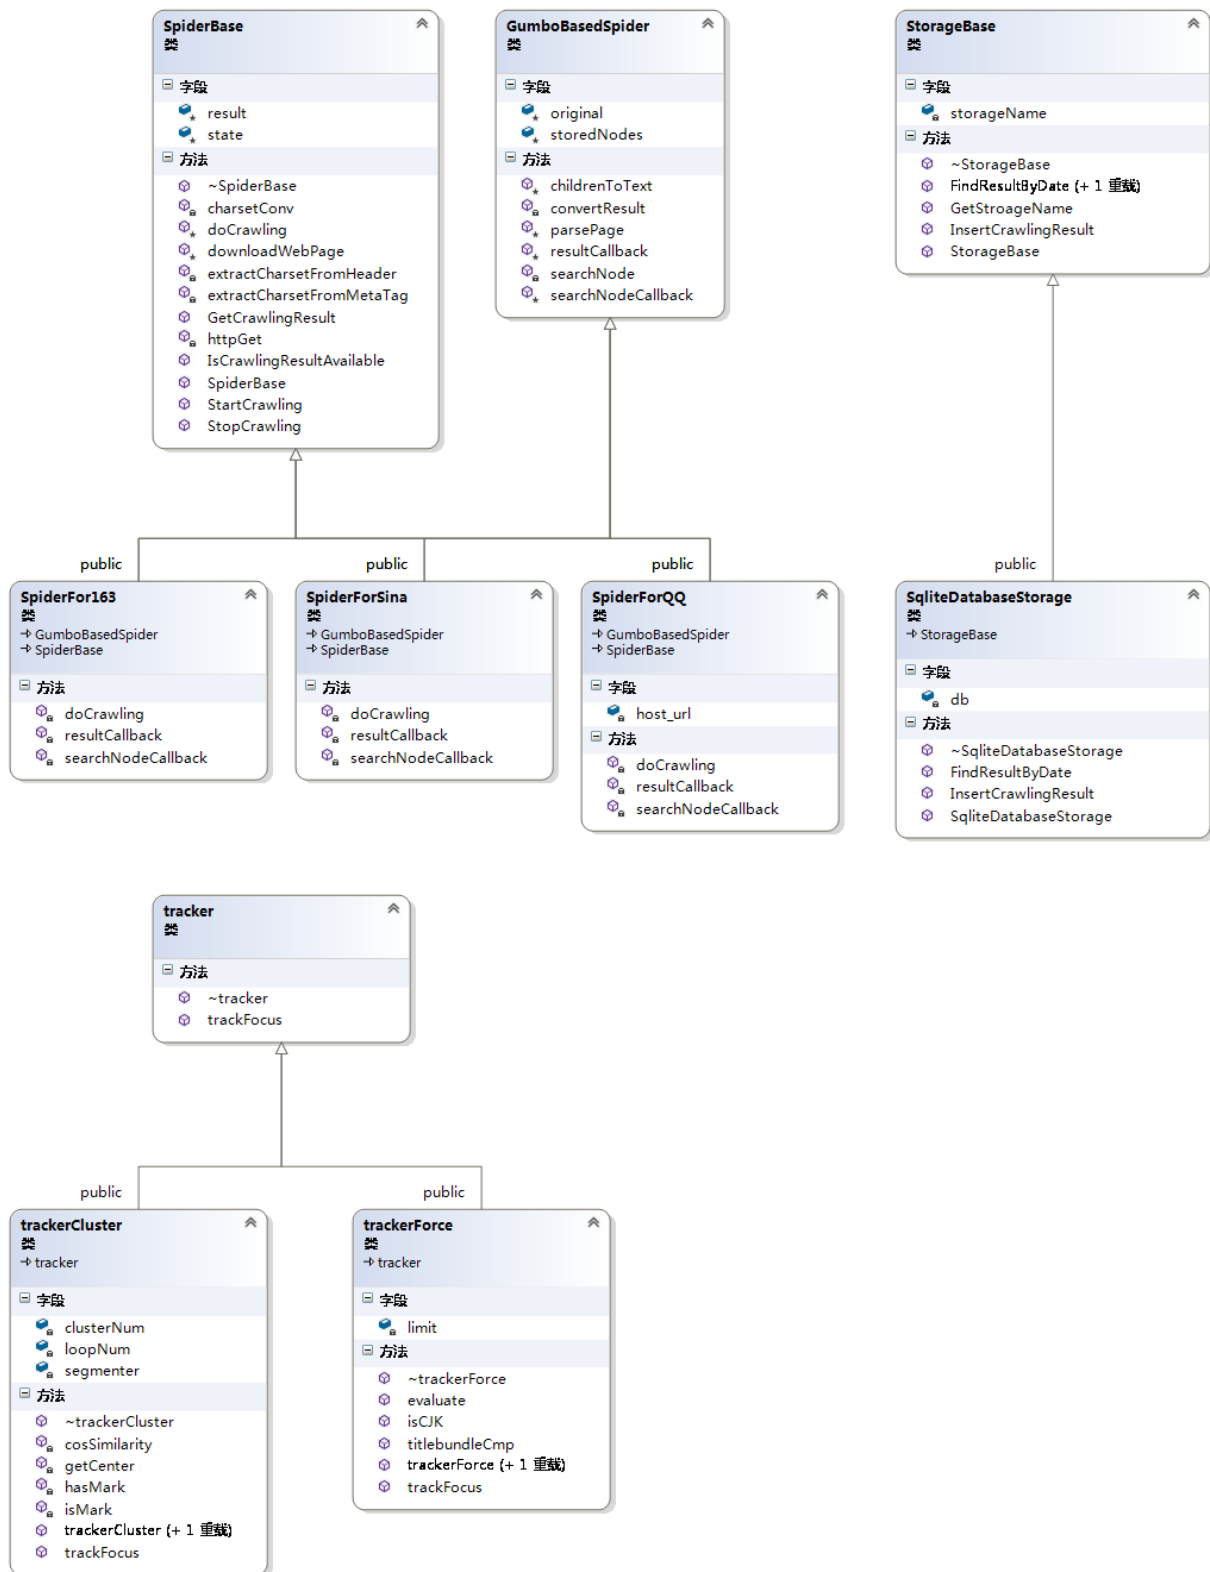 SpiderBase
类
字段
result
state
方法
~SpiderBase
charsetConv
doCrawling
downloadWebPage
extractCharsetFromHeader
extractCharsetFromMetaTag
GetCrawlingResult
httpGet
IsCrawlingResultAvailable
SpiderBase
StartCrawling
StopCrawling
GumboBasedSpider
类
字段
original
storedNodes
方法
childrenToText
convertResult
parsePage
resultCallback
searchNode
searchNodeCallback
StorageBase
类
字段
storageName
方法
~StorageBase
FindResultByDate (+ 1 重载)
GetStroageName
InsertCrawlingResult
StorageBase
public
SpiderFor163
类
GumboBasedSpider
SpiderBase
方法
doCrawling
resultCallback
searchNodeCallback
public
SpiderForSina
类
GumboBasedSpider
SpiderBase
方法
doCrawling
resultCallback
searchNodeCallback
public
SpiderForQQ
类
GumboBasedSpider
SpiderBase
字段
host_url
方法
doCrawling
resultCallback
searchNodeCallback
public
SqliteDatabaseStorage
类
StorageBase
字段
db
方法
~SqliteDatabaseStorage
FindResultByDate
InsertCrawlingResult
SqliteDatabaseStorage
tracker
类
方法
~tracker
trackFocus
public
trackerCluster
类
tracker
字段
clusterNum
loopNum
segmenter
方法
~trackerCluster
cosSimilarity
getCenter
hasMark
isMark
trackerCluster (+ 1 重载)
trackFocus
public
trackerForce
类
tracker
字段
limit
方法
~trackerForce
evaluate
isCJK
titlebundleCmp
trackerForce (+ 1 重载)
trackFocus